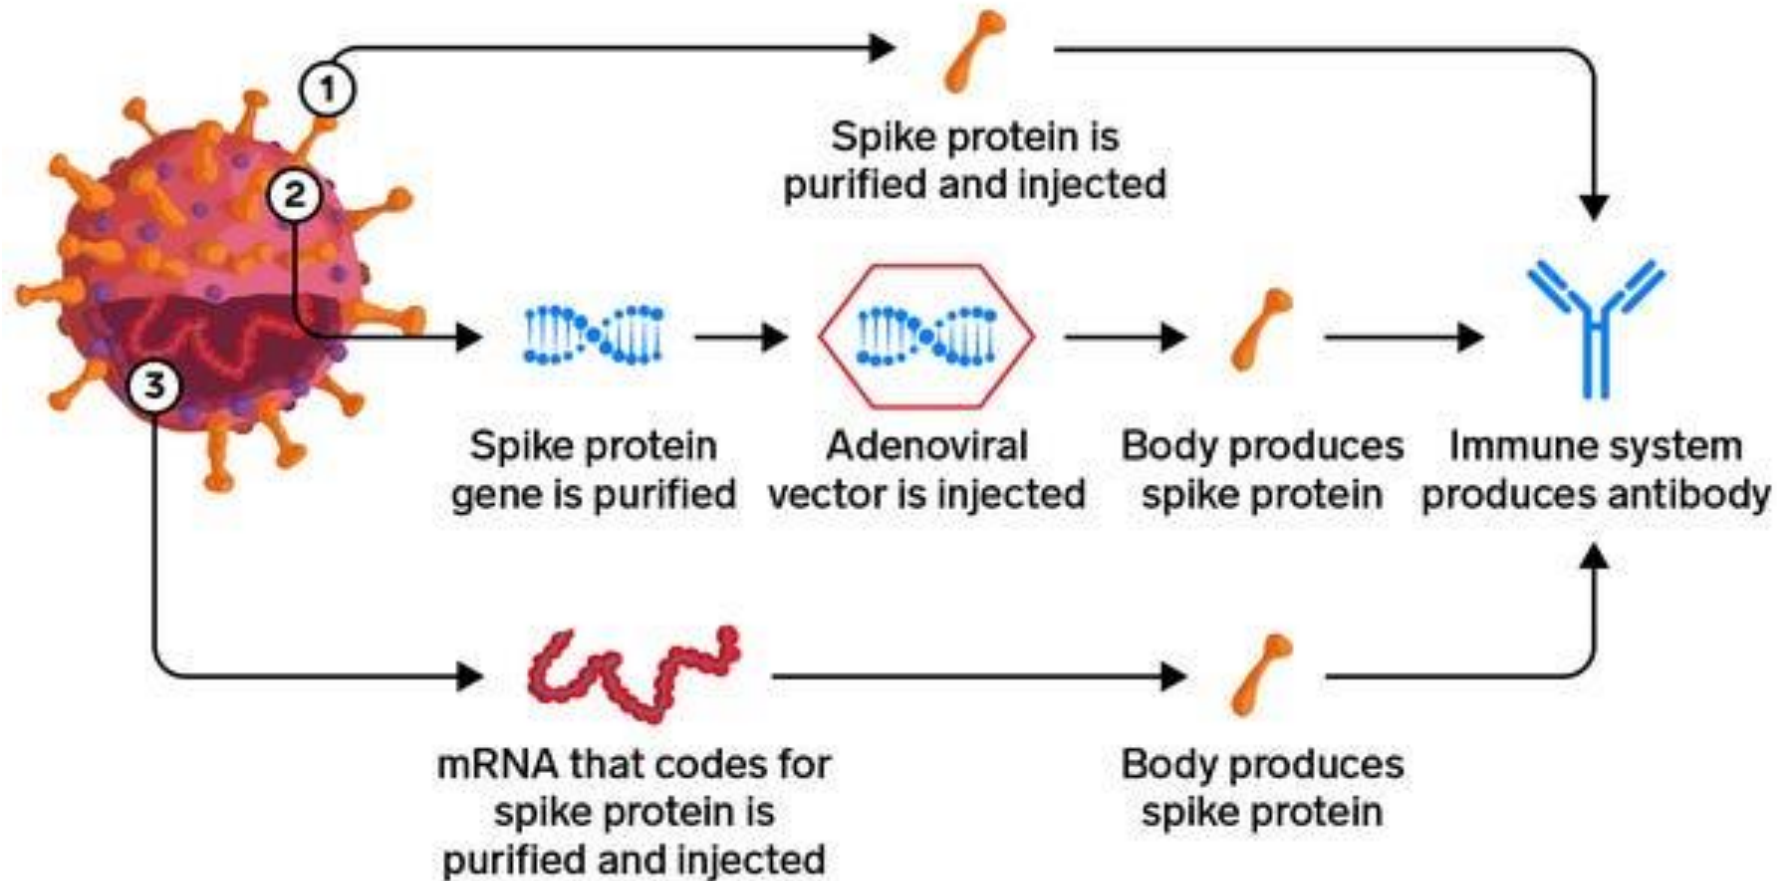 1
Spike protein is
purified and injected
2
Spike protein
gene is purified
Adenoviral
vector is injected
Body produces
spike protein
Immune system
produces antibody
3
mRNA that codes for
spike protein is
purified and injected
Body produces
spike protein